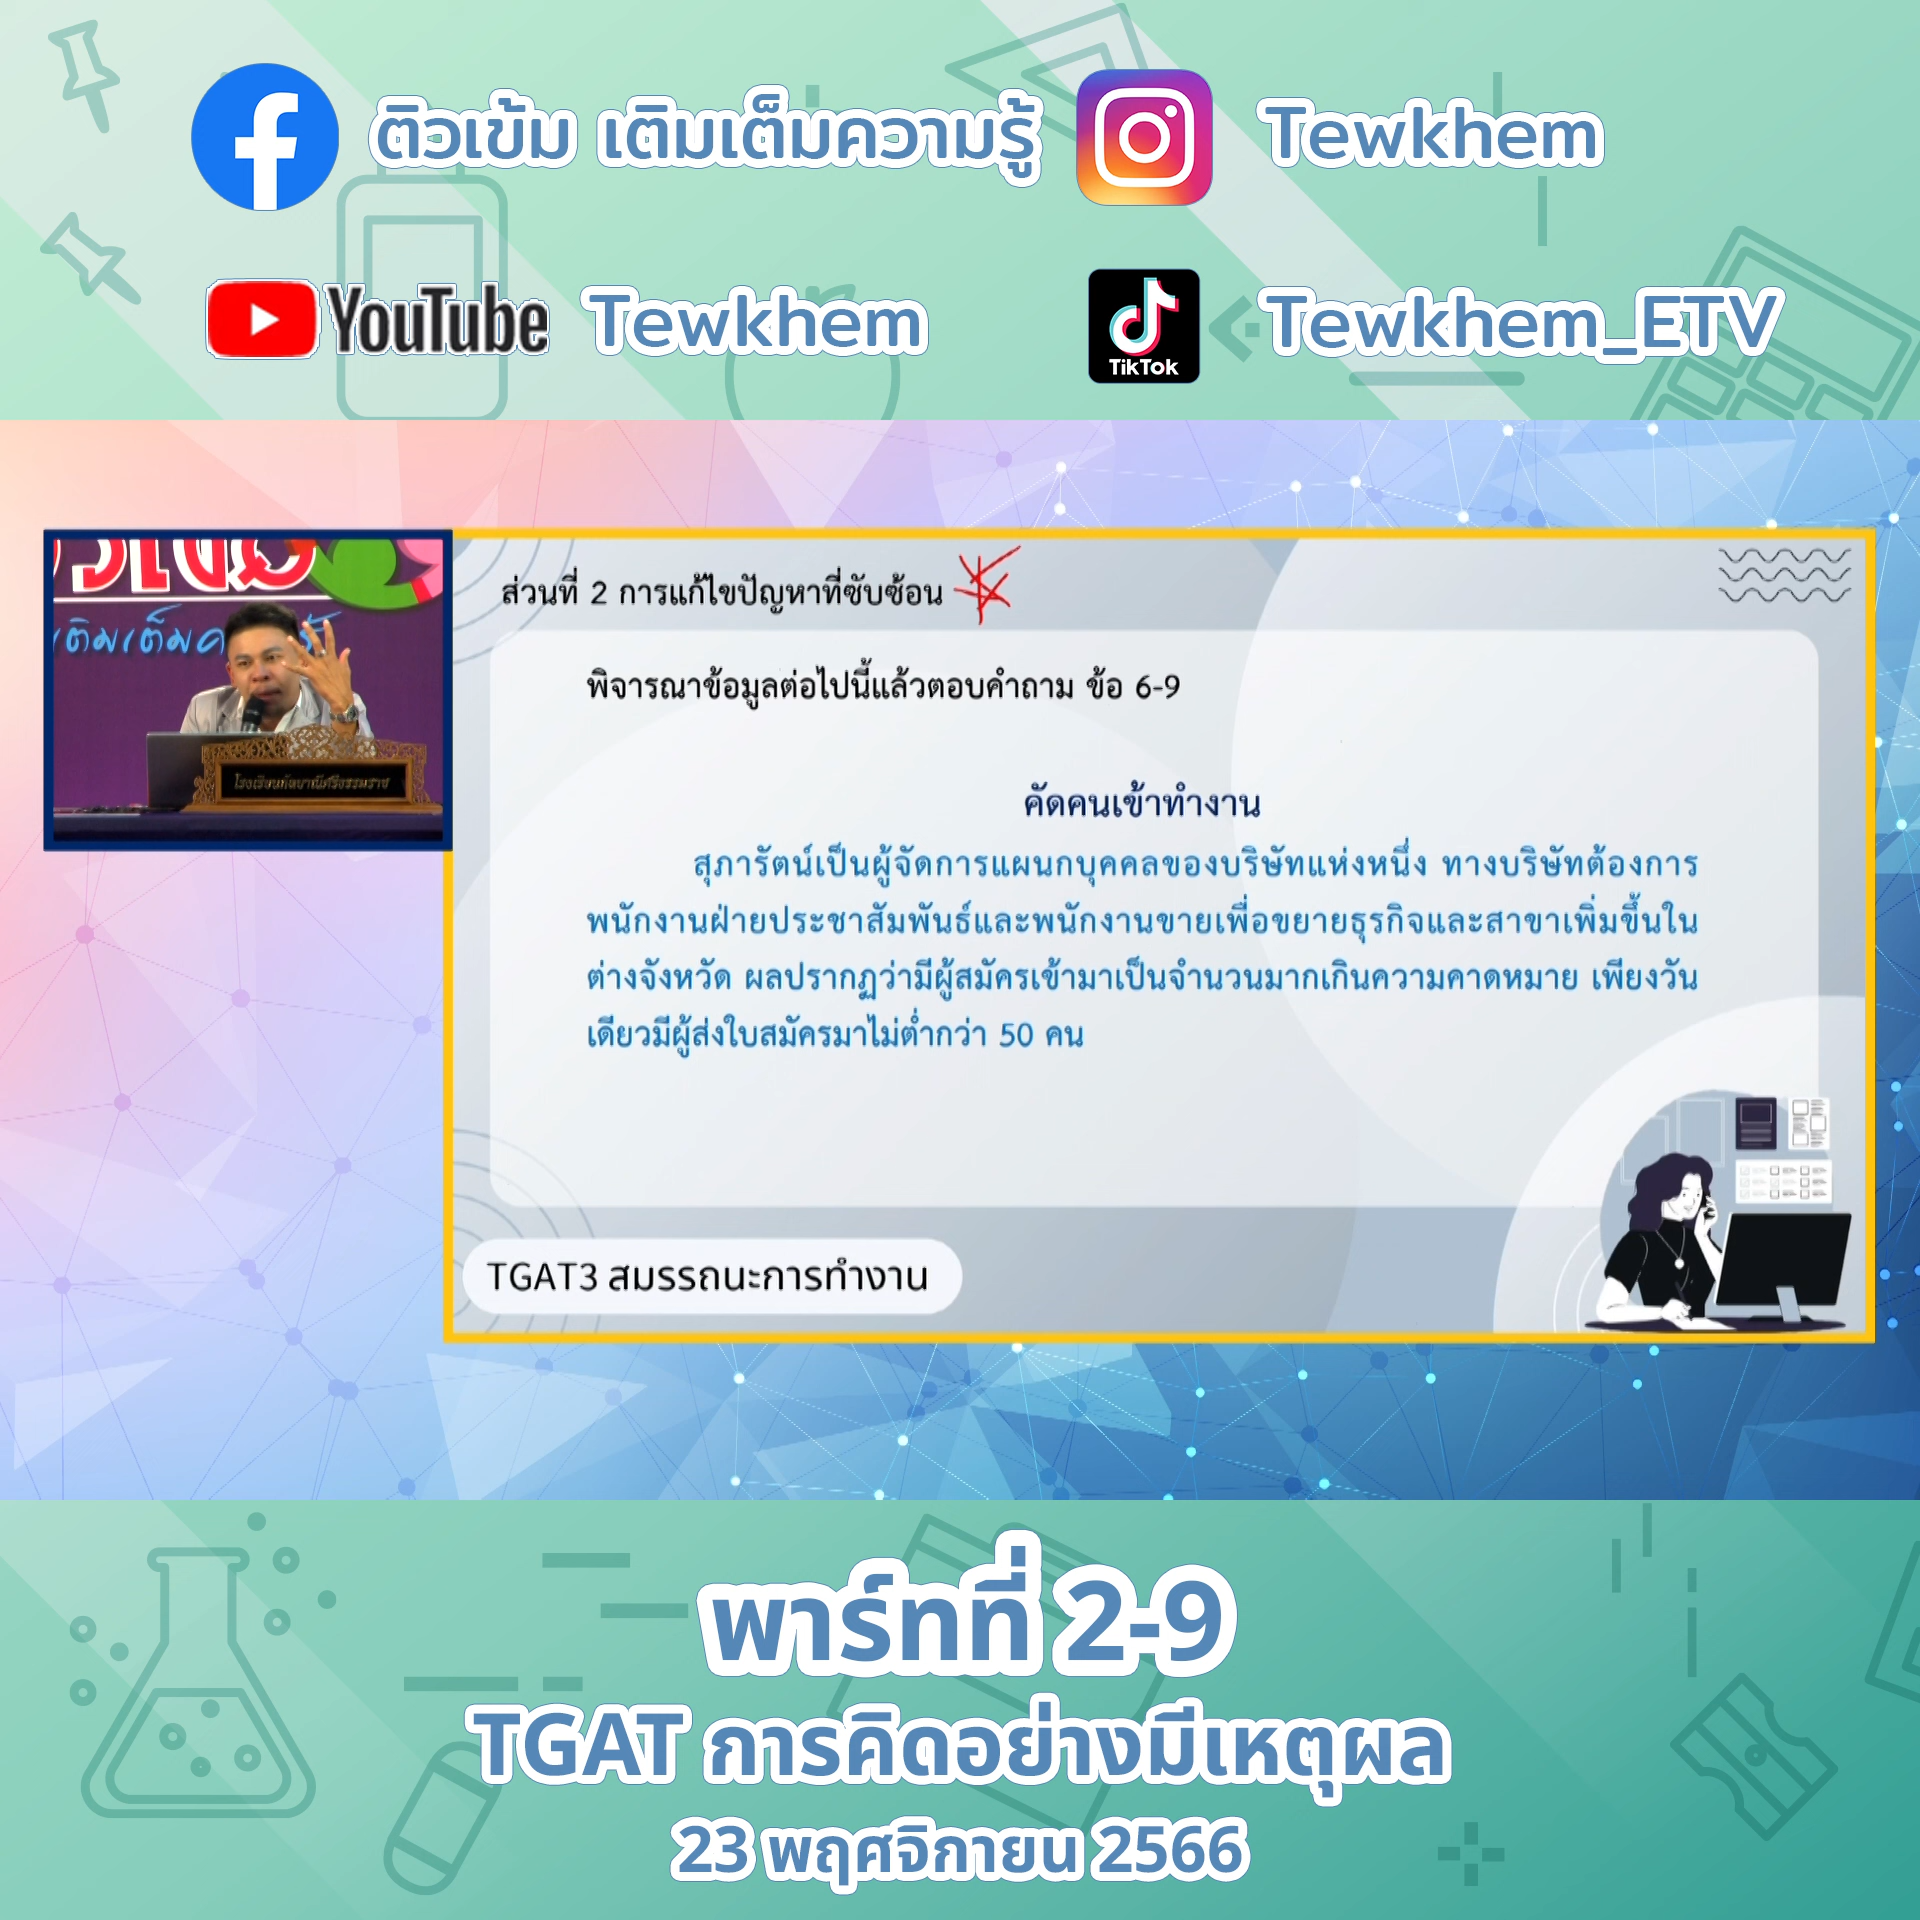 ติวเข้ม เติมเต็มความรู้
Tewkhem
YouTube Tewkhem
TikTok
Tewkhem_ETV
ส่วนที่ 2 การแก้ไขปัญหาที่ซับซ้อน
พิจารณาข้อมูลต่อไปนี้แล้วตอบคำถาม ข้อ 6-9
คัดคนเข้าทำงาน
สุภารัตน์เป็นผู้จัดการแผนกบุคคลของบริษัทแห่งหนึ่ง ทางบริษัทต้องการ
พนักงานฝ่ายประชาสัมพันธ์และพนักงานขายเพื่อขยายธุรกิจและสาขาเพิ่มขึ้นใน
ต่างจังหวัด ผลปรากฏว่ามีผู้สมัครเข้ามาเป็นจำนวนมากเกินความคาดหมาย เพียงวัน
เดียวมีผู้ส่งใบสมัครมาไม่ต่ำกว่า 50 คน
TGAT3 สมรรถนะการทำงาน
พาร์ทที่ 2-9
TGAT การคิดอย่างมีเหตุผล
23 พฤศจิกายน 2566